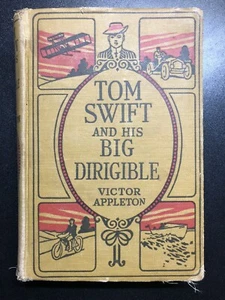 TOM
SWIFT
AND HIS
BIG
DIRIGIBLE
VICTOR
APPLETON